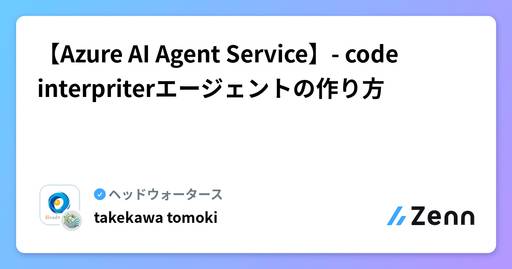 【Azure AI Agent Service】- code
interpriterエージェントの作り方
ヘッドウォータース
takekawa tomoki
Zenn